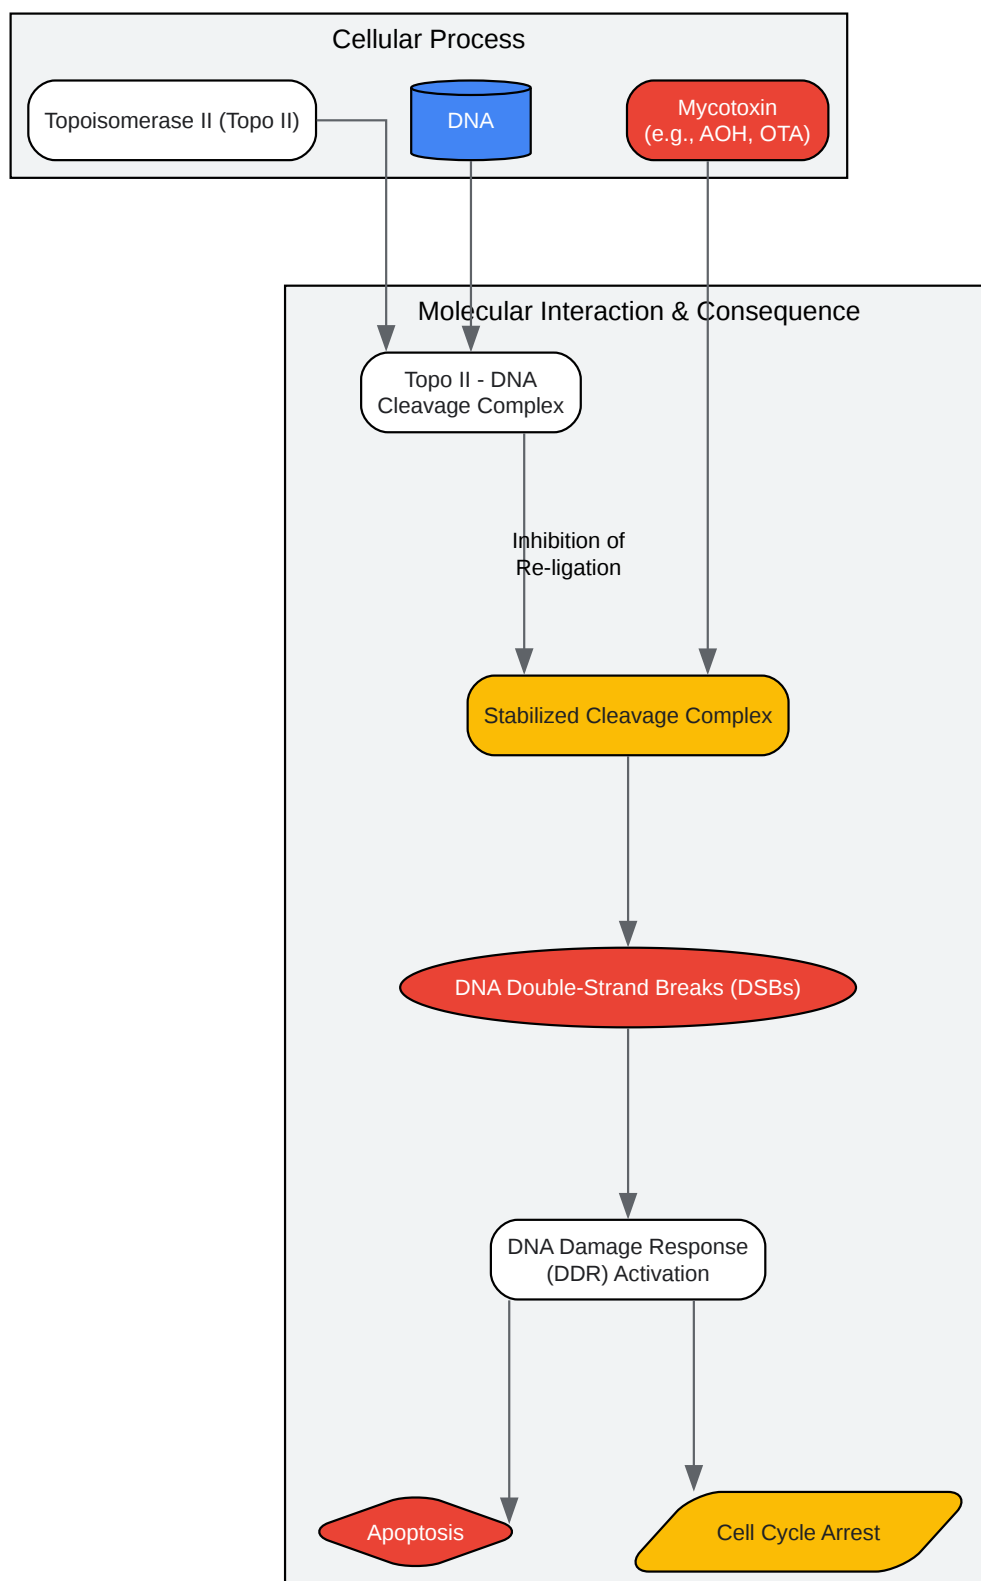 Cellular Process
Topoisomerase II (Topo II)
DNA
Mycotoxin
(e.g., AOH, OTA)
Molecular Interaction & Consequence
Topo II - DNA
Cleavage Complex
Inhibition of
Re-ligation
Stabilized Cleavage Complex
DNA Double-Strand Breaks (DSBs)
DNA Damage Response
(DDR) Activation
Apoptosis
Cell Cycle Arrest